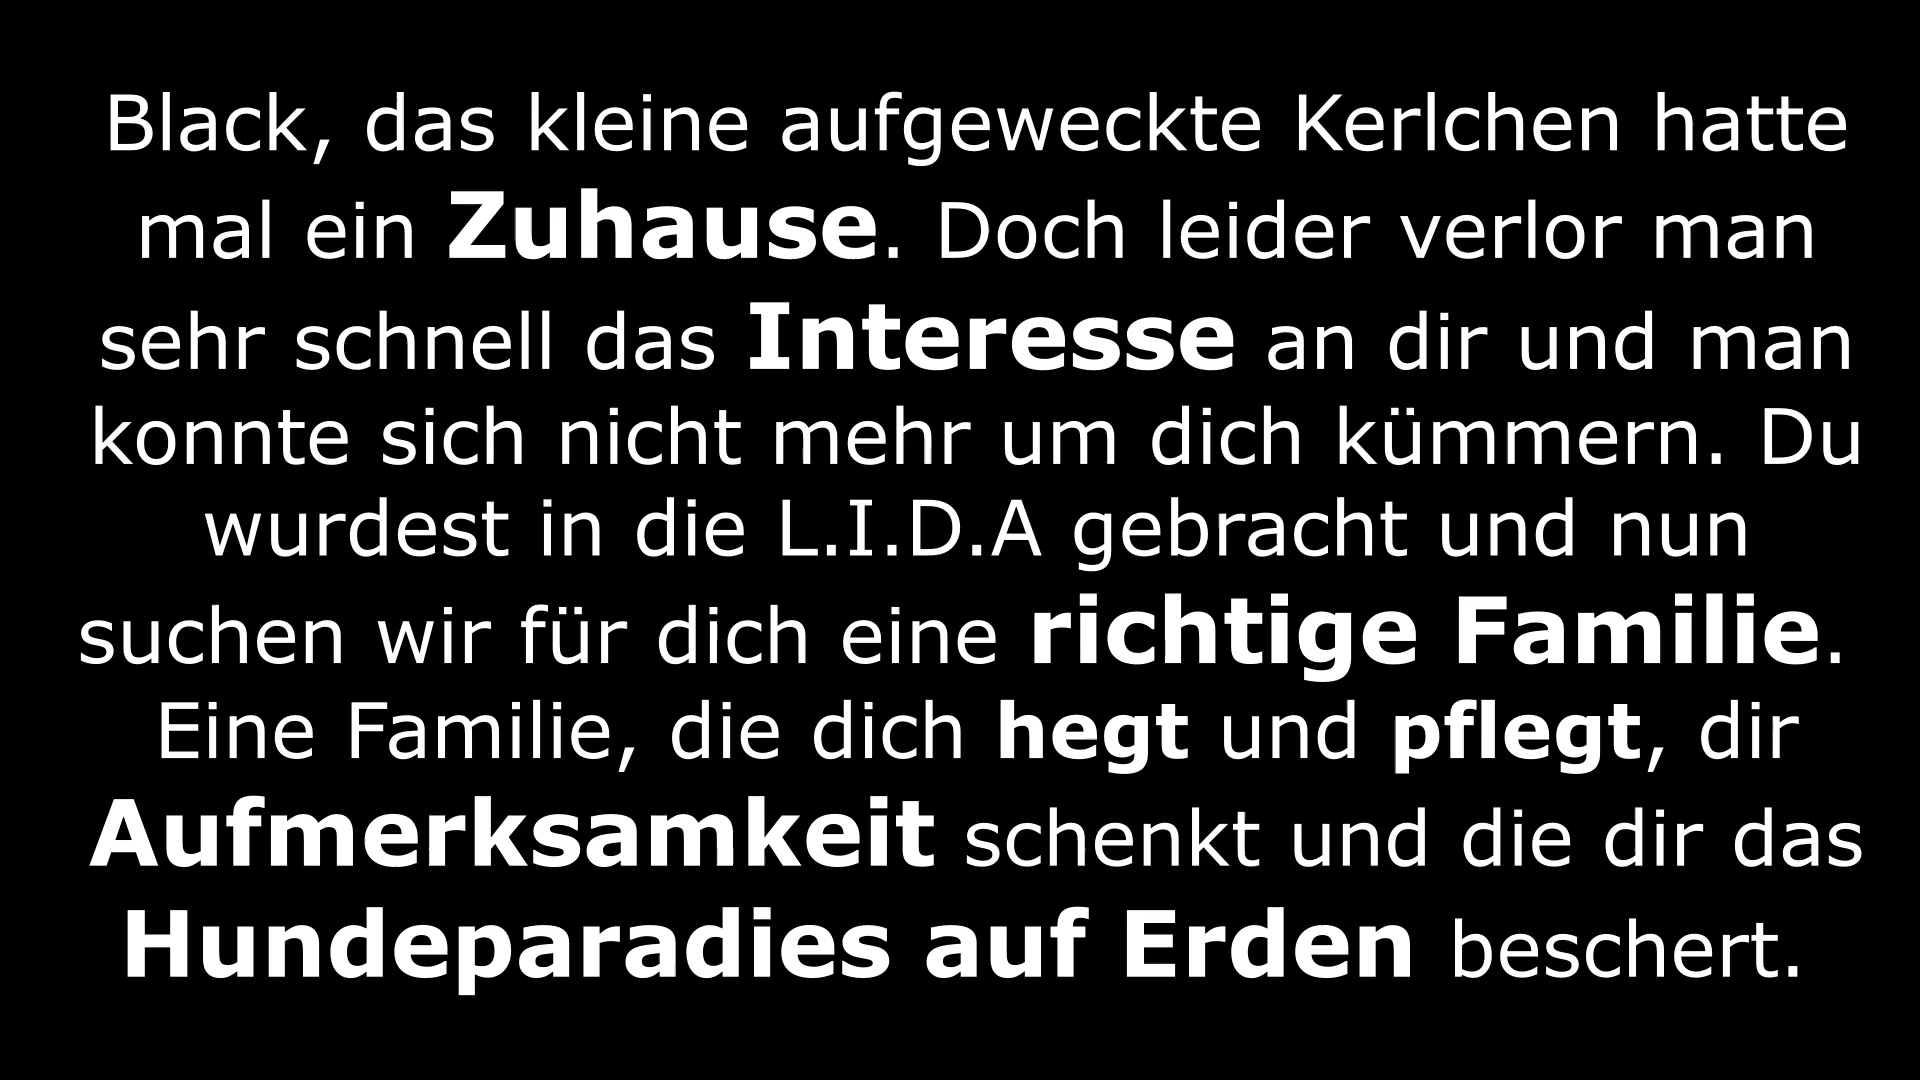 Black, das kleine aufgeweckte Kerlchen hatte
mal ein Zuhause. Doch leider verlor man
sehr schnell das Interesse an dir und man
konnte sich nicht mehr um dich kümmern. Du
wurdest in die L.I.D.A gebracht und nun
suchen wir für dich eine richtige Familie.
Eine Familie, die dich hegt und pflegt, dir
Aufmerksamkeit schenkt und die dir das
Hundeparadies auf Erden beschert.